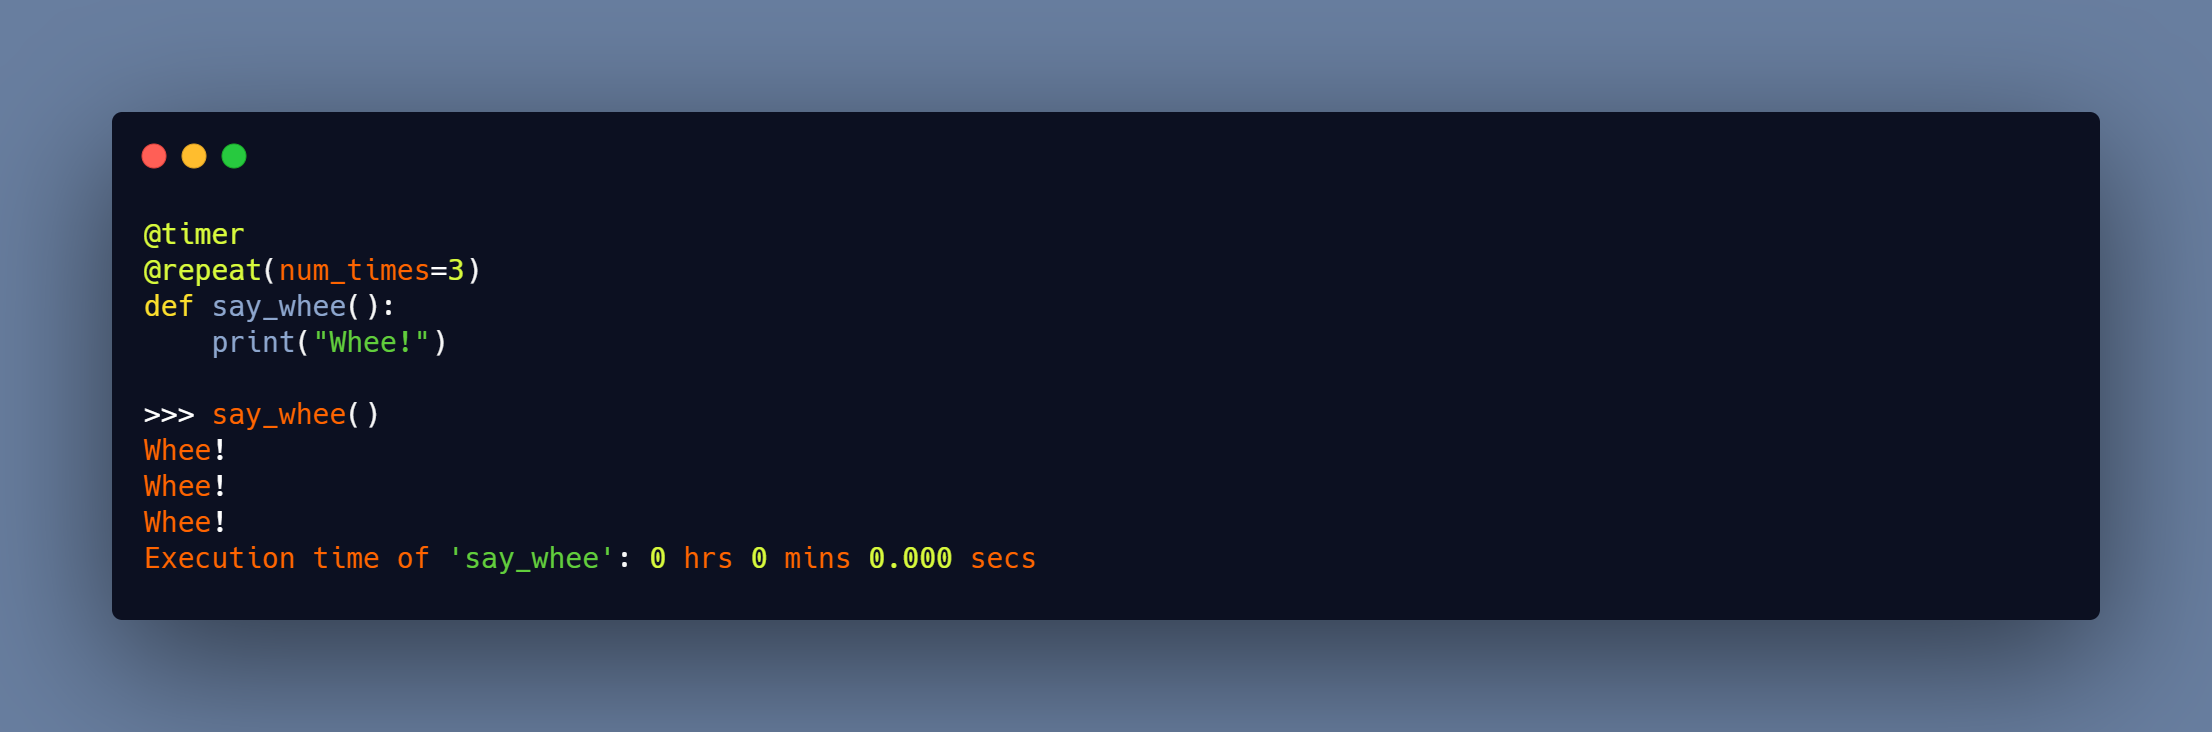 @timer
@repeat(num_times=3)
def say_whee():
    print("Whee!")
>>> say_whee()
Whee!
Whee!
Whee!
Execution time of 'say_whee': 0 hrs 0 mins 0.000 secs